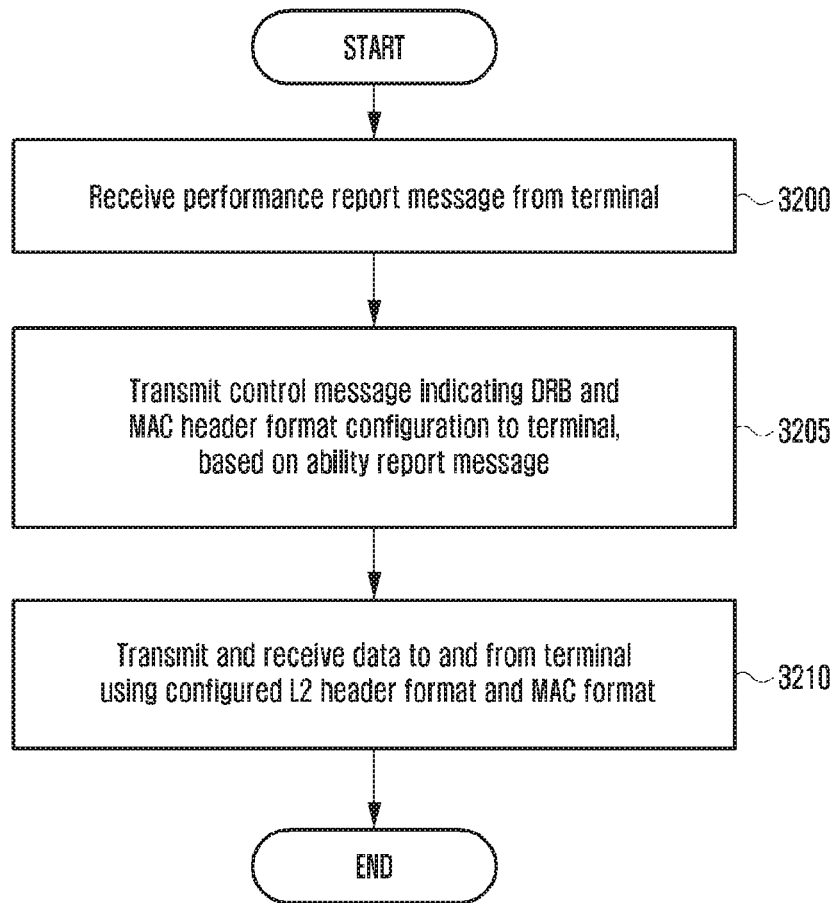 START
Receive performance report message from terminal
3200
Transmit control message indicating DRB and
MAC header format configuration to terminal,
based on ability report message
3205
Transmit and receive data to and from terminal
using configured L2 header format and MAC format
3210
END